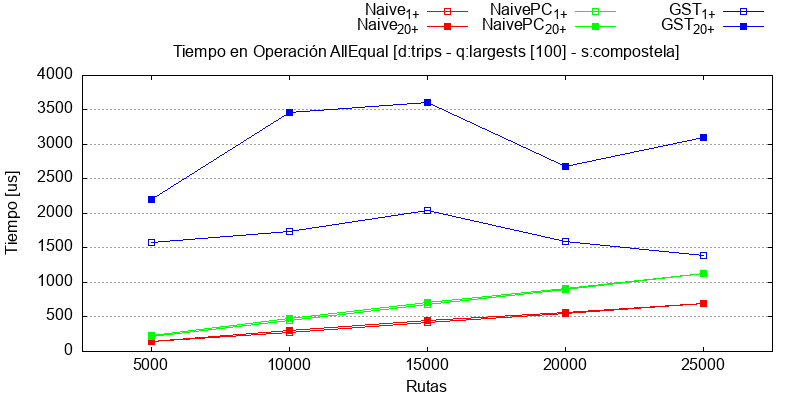 Naive1+ NaivePC1+ GST1+
Naive20+ NaivePC20+ GST20+
Tiempo en Operación AllEqual [d:trips - q:largests [100] - s:compostela]
4000
3500
3000
2500
2000
1500
1000
500
0
Tiempo [us]
5000 10000 15000 20000 25000
Rutas